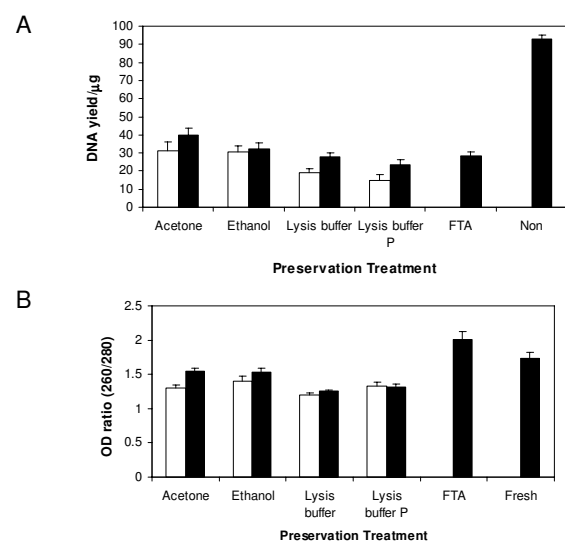 A
100
90
80
70
60
50
40
30
20
10
0
DNA yield/µg
Acetone Ethanol Lysis buffer Lysis buffer P FTA Non
Preservation Treatment
B
2.5
2
1.5
1
0.5
0
OD ratio (260/280)
Acetone Ethanol Lysis buffer Lysis buffer P FTA Fresh
Preservation Treatment